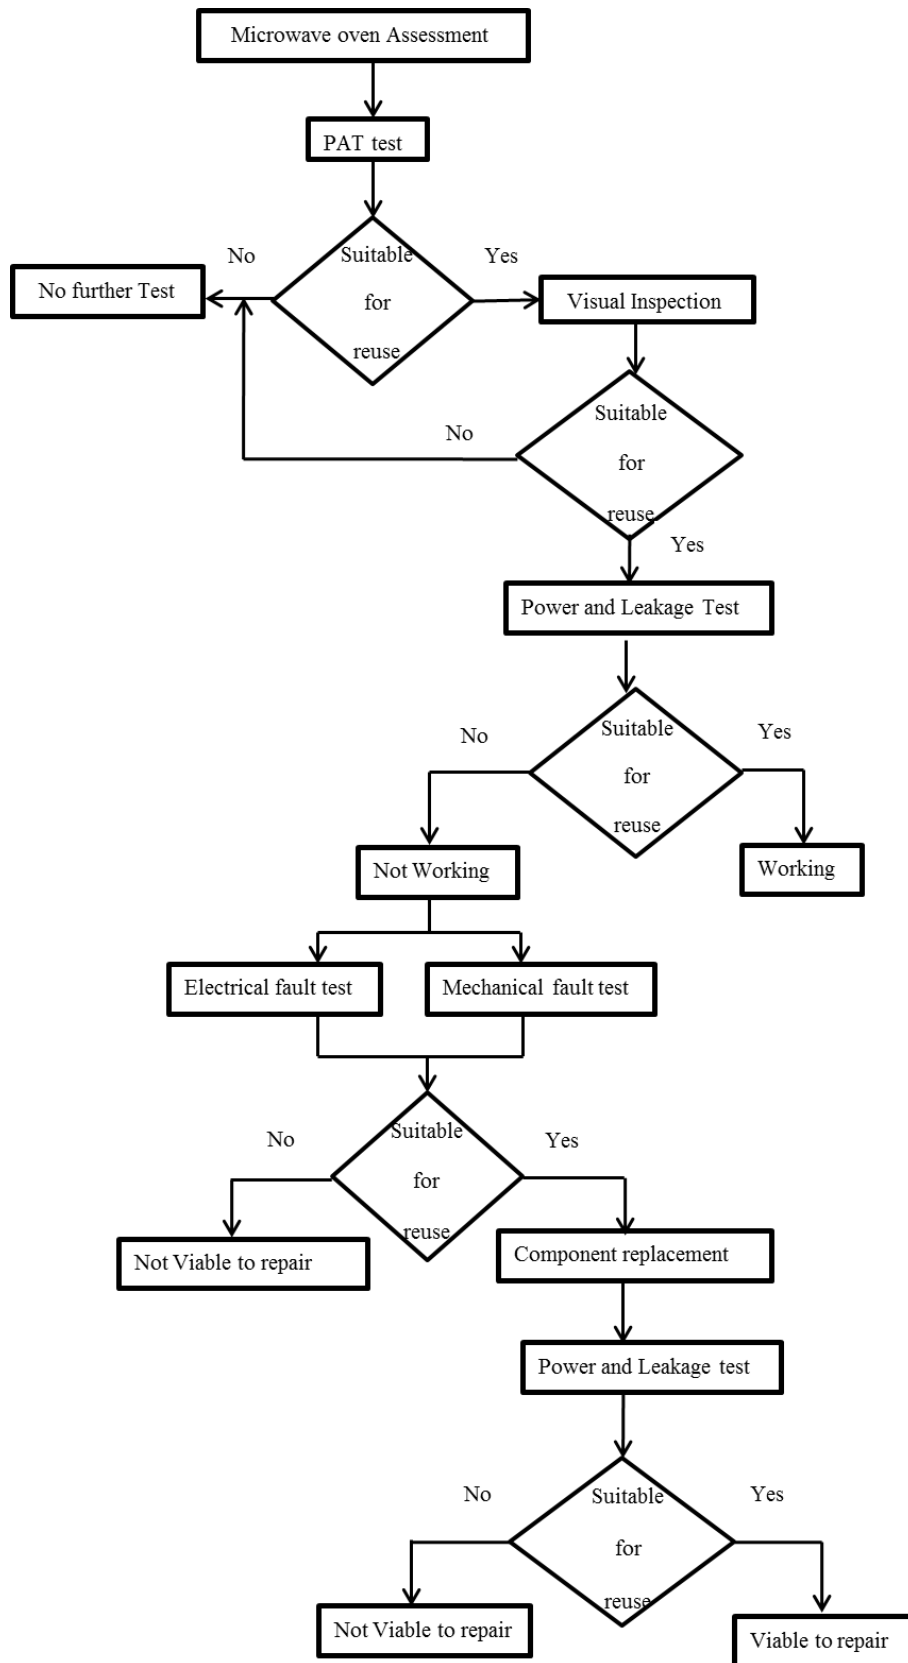 Microwave oven Assessment
PAT test
No
Suitable
Yes
No further Test
for
Visual Inspection
reuse
Suitable
No
for
reuse
Yes
Power and Leakage Test
No
Suitable
Yes
for
reuse
Not Working
Working
Electrical fault test
Mechanical fault test
No
Suitable
Yes
for
reuse
Not Viable to repair
Component replacement
Power and Leakage test
No
Suitable
Yes
for
reuse
Not Viable to repair
Viable to repair